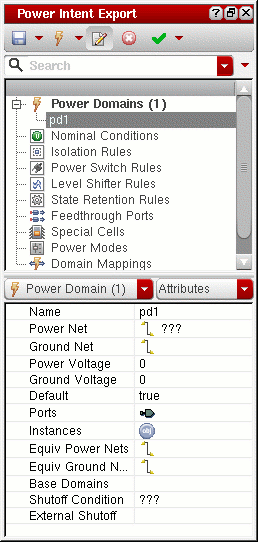 Power Intent Export
Search
Power Domains (1)
pd1
Nominal Conditions
Isolation Rules
Power Switch Rules
Level Shifter Rules
State Retention Rules
Feedthrough Ports
Special Cells
Power Modes
Domain Mappings
Power Domain (1) Attributes
Name pd1
Power Net ???
Ground Net
Power Voltage 0
Ground Voltage 0
Default true
Ports
Instances obj
Equiv Power Nets
Equiv Ground N...
Base Domains
Shutoff Condition ???
External Shutoff